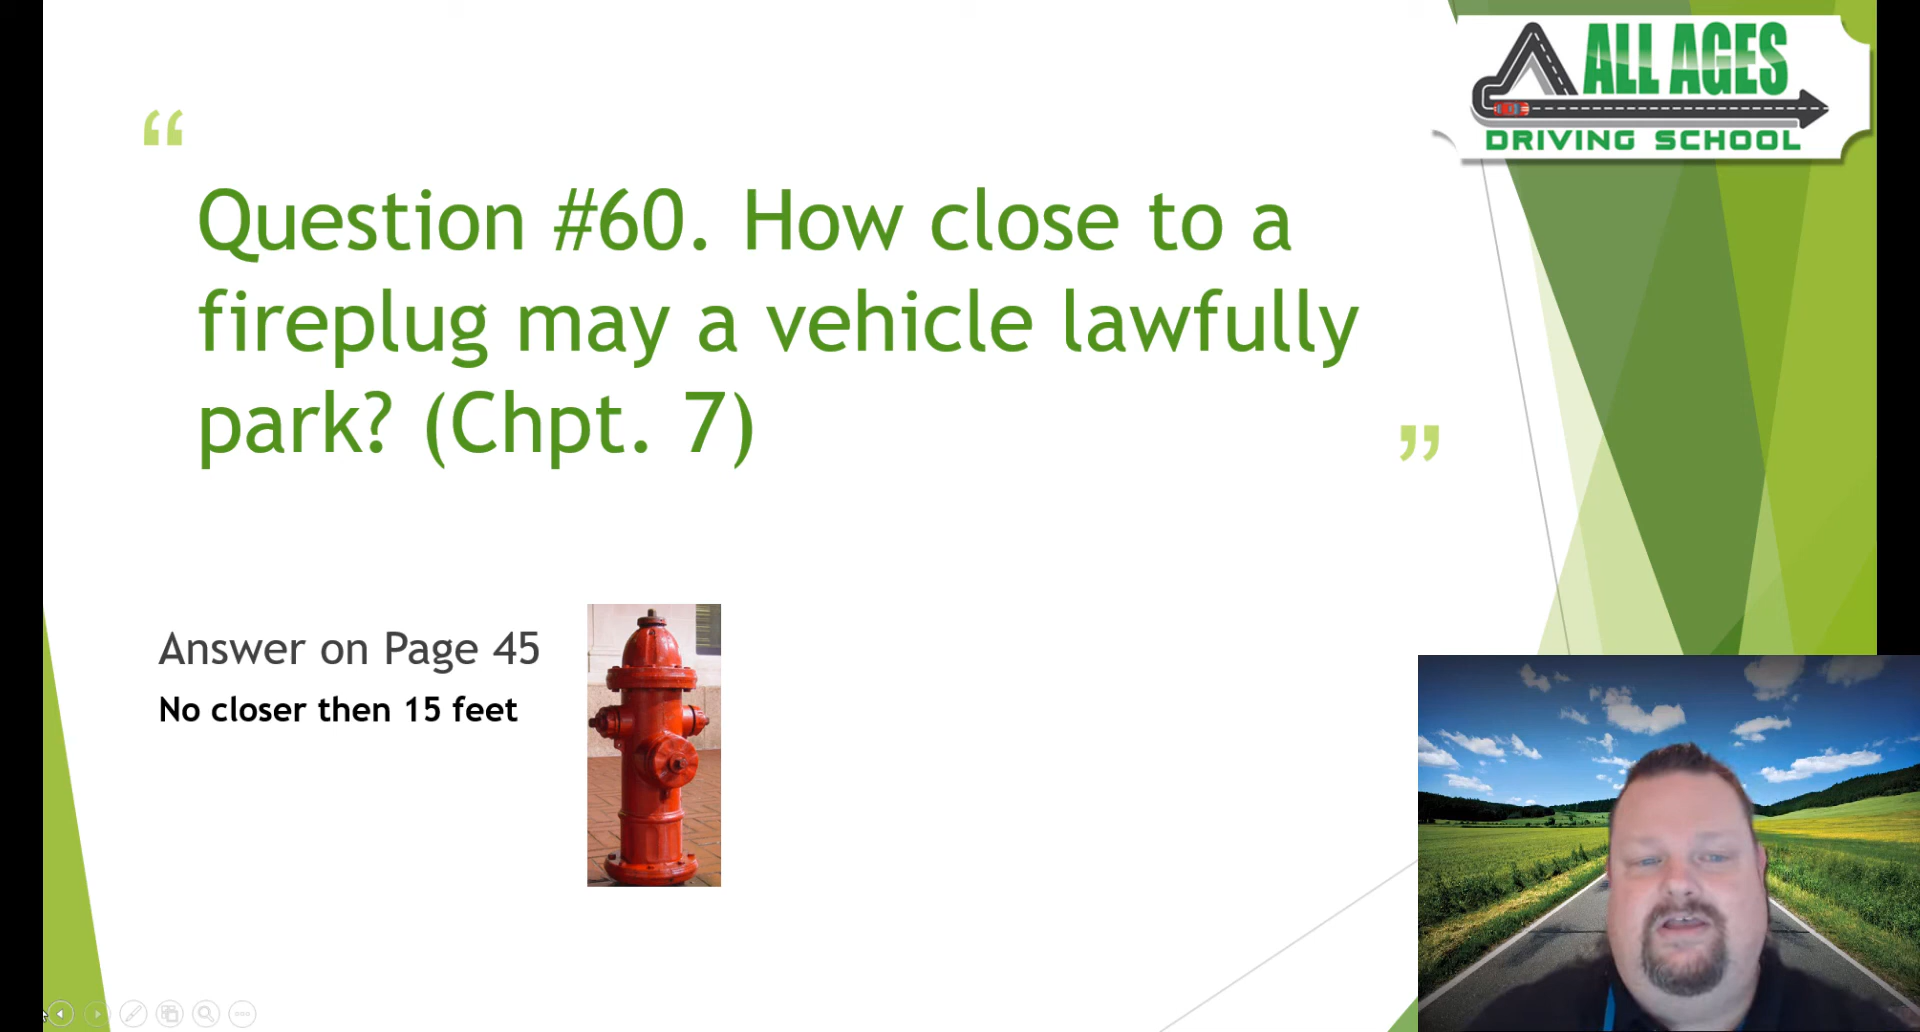 ALL AGES
DRIVING SCHOOL
“
Question #60. How close to a
fireplug may a vehicle lawfully
park? (Chpt. 7)
”
Answer on Page 45
No closer then 15 feet